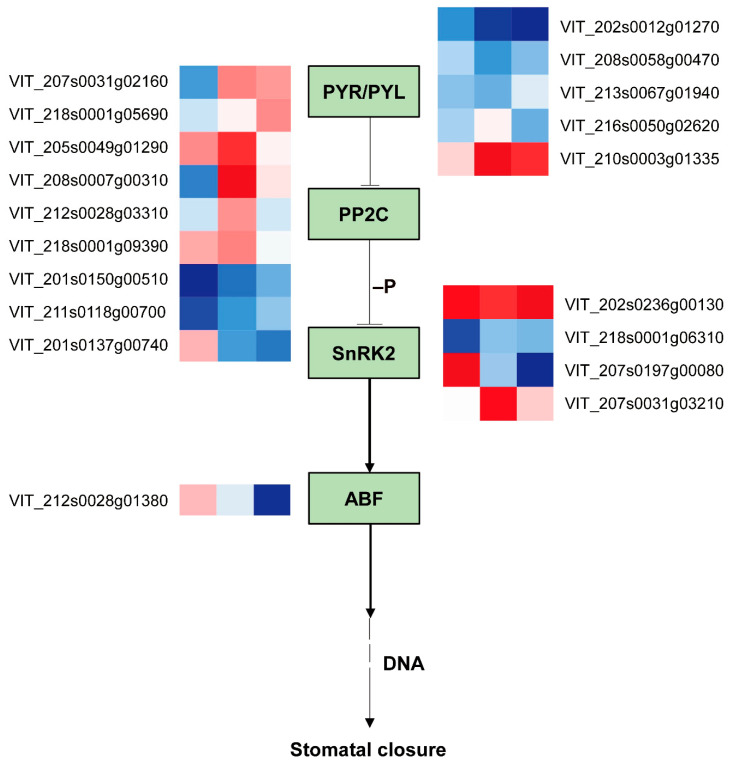 VIT_207s0031g02160
VIT_218s0001g05690
VIT_205s0049g01290
VIT_208s0007g00310
VIT_212s0028g03310
VIT_218s0001g09390
VIT_201s0150g00510
VIT_211s0118g00700
VIT_201s0137g00740
VIT_212s0028g01380
PYR/PYL
PP2C
–P
SnRK2
ABF
DNA
Stomatal closure
VIT_202s0012g01270
VIT_208s0058g00470
VIT_213s0067g01940
VIT_216s0050g02620
VIT_210s0003g01335
VIT_202s0236g00130
VIT_218s0001g06310
VIT_207s0197g00080
VIT_207s0031g03210